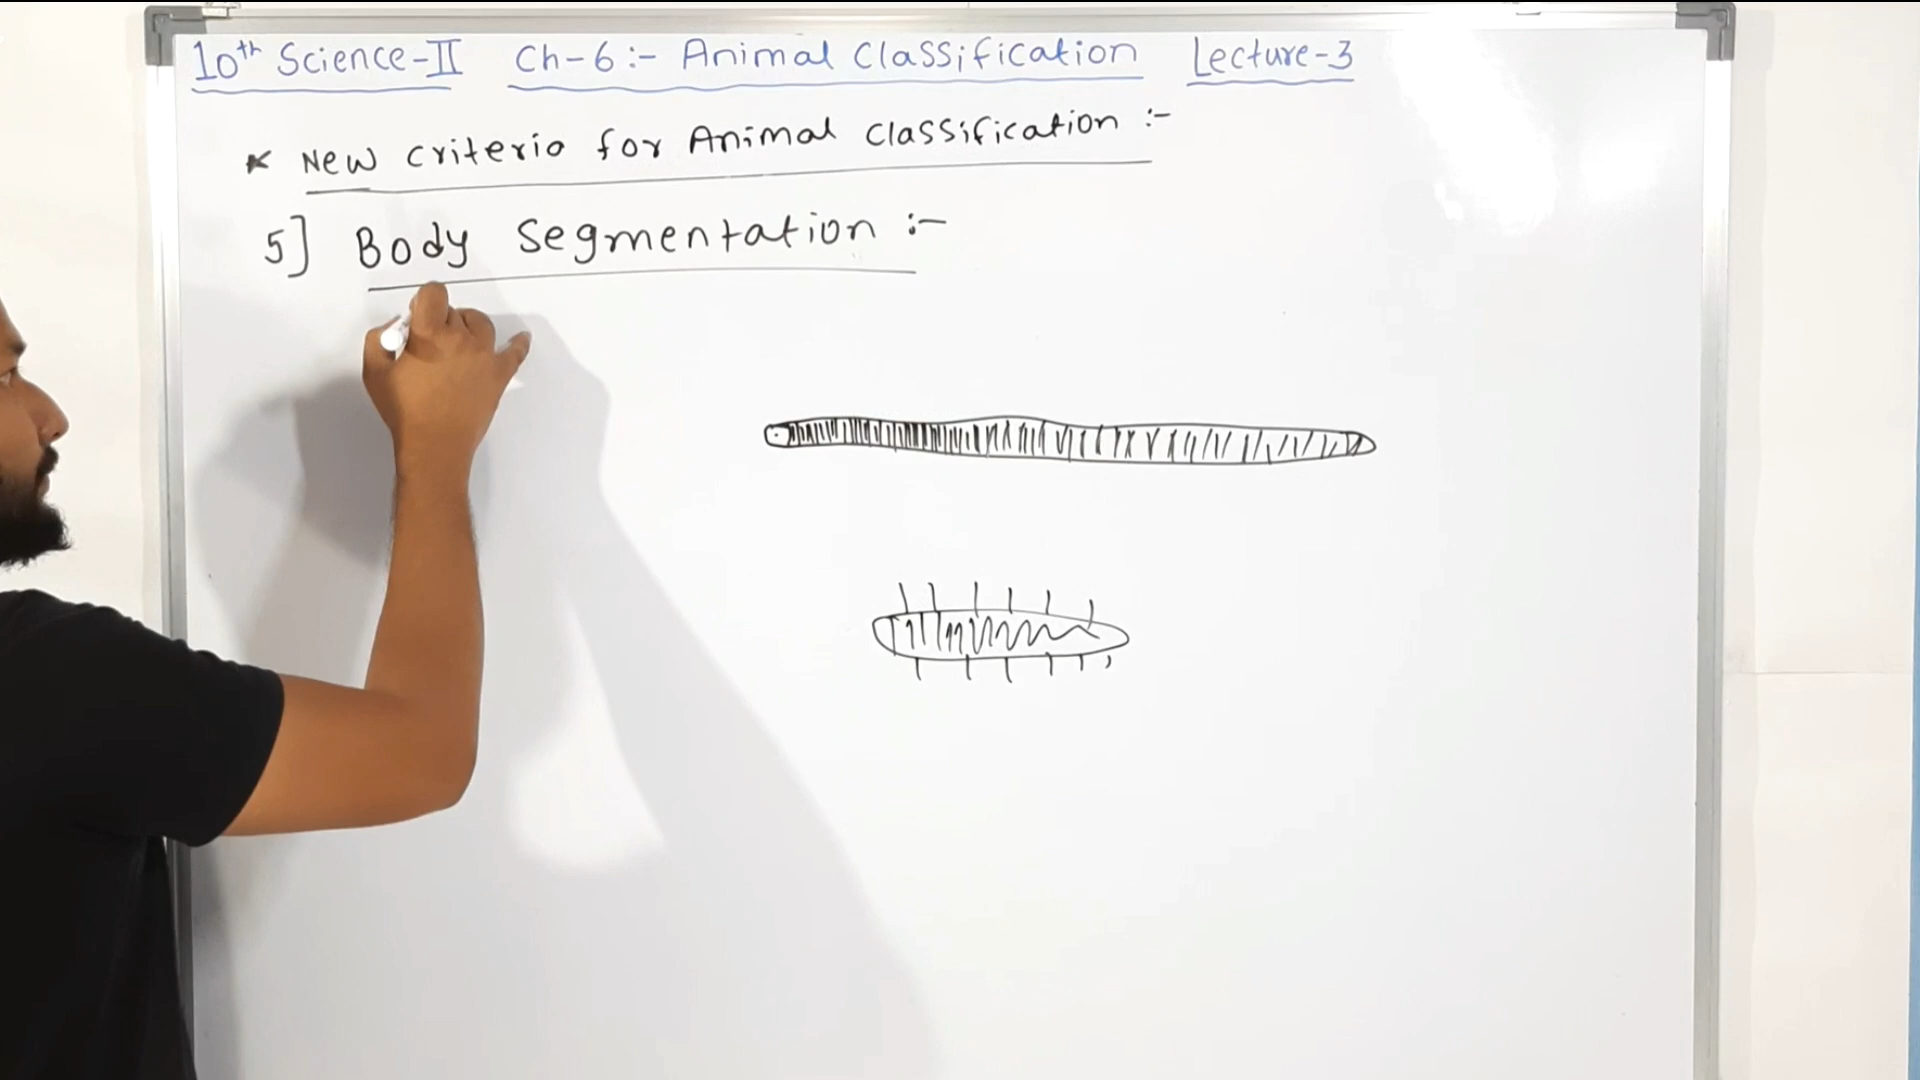 10th Science-II Ch-6:- Animal Classification Lecture-3
* New criteria for Animal Classification :-
5] Body Segmentation :-